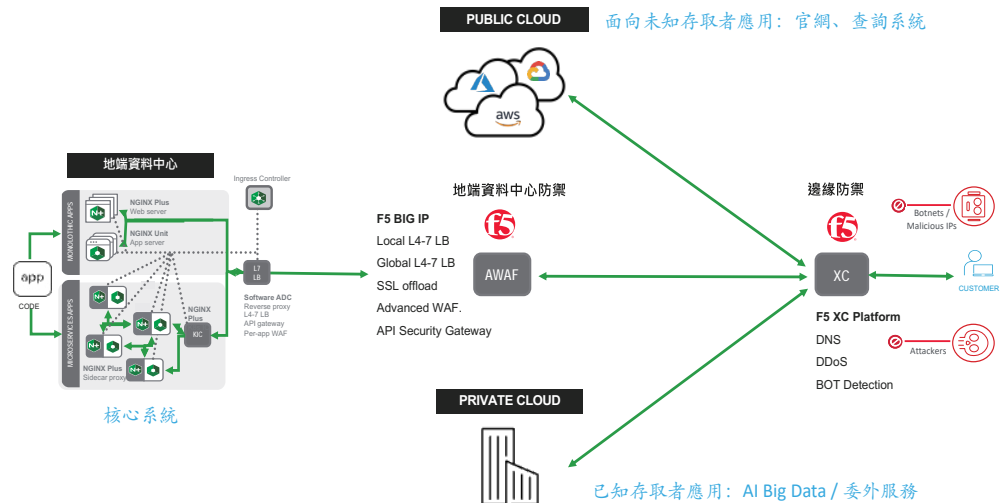 PUBLIC CLOUD
面向未知存取者應用：官網、查詢系統
aws
地端資料中心
Ingress Controller
MONOLOTHIC APPS
NGINX Plus
Web server
N+
NGINX Unit
App server
app
CODE
L7
LB
Software ADC
Reverse proxy
L4-7 LB
API gateway
Per-app WAF
MICROSERVICES APPS
N+
N+
N+
N+
NGINX
Plus
KIC
NGINX Plus
Sidecar proxy
核心系統
地端資料中心防禦
f5
F5 BIG IP
Local L4-7 LB
Global L4-7 LB
SSL offload
Advanced WAF.
API Security Gateway
AWAF
邊緣防禦
f5
XC
F5 XC Platform
DNS
DDoS
BOT Detection
Botnets /
Malicious IPs
CUSTOMER
Attackers
PRIVATE CLOUD
已知存取者應用：AI Big Data / 委外服務